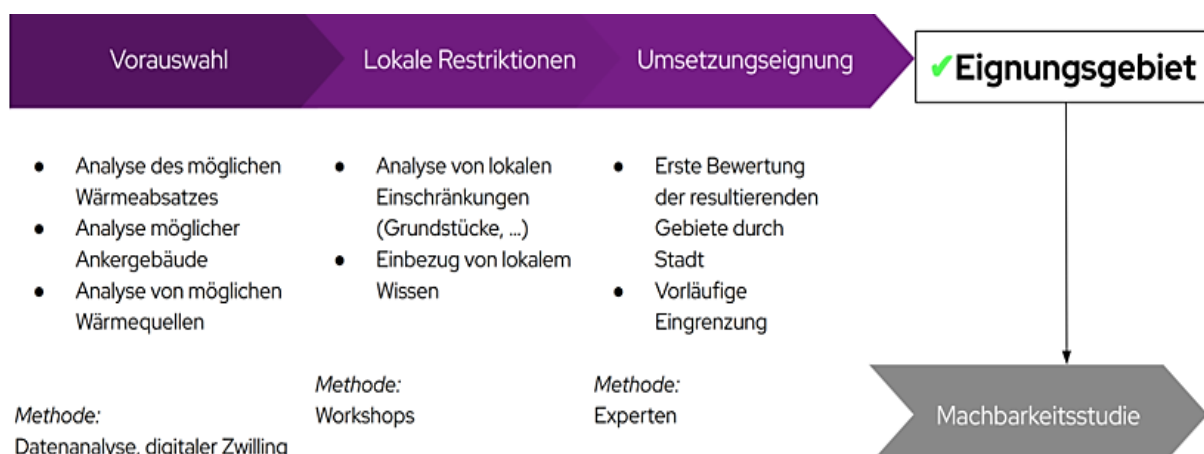 Vorauswahl
Lokale Restriktionen
Umsetzungseignung
✔Eignungsgebiet
● Analyse des möglichen
Wärmeabsatzes
● Analyse möglicher
Ankergebäude
● Analyse von möglichen
Wärmequellen
Methode:
Datenanalyse, digitaler Zwilling
● Analyse von lokalen
Einschränkungen
(Grundstücke, ...)
● Einbezug von lokalem
Wissen
Methode:
Workshops
● Erste Bewertung
der resultierenden
Gebiete durch
Stadt
● Vorläufige
Eingrenzung
Methode:
Experten
Machbarkeitsstudie